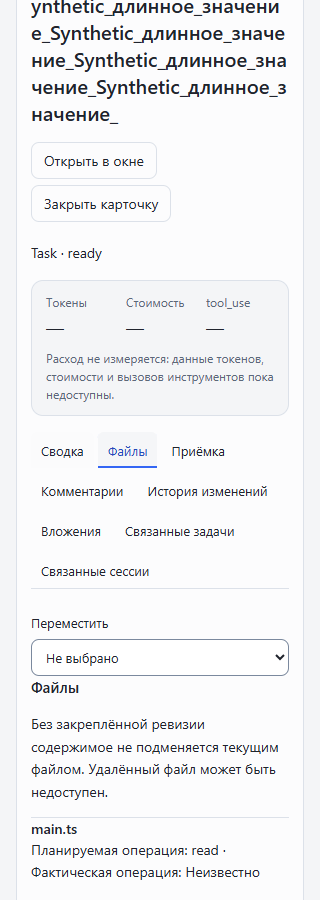 ynthetic_длинное_значени
е_Synthetic_длинное_значе
ние_Synthetic_длинное_зна
чение_Synthetic_длинное_з
начение_
Открыть в окне
Закрыть карточку
Task · ready
Токены Стоимость tool_use
— — —
Расход не измеряется: данные токенов,
стоимости и вызовов инструментов пока
недоступны.
Сводка Файлы Приёмка
Комментарии История изменений
Вложения Связанные задачи
Связанные сессии
Переместить
Не выбрано
Файлы
Без закреплённой ревизии
содержимое не подменяется текущим
файлом. Удалённый файл может быть
недоступен.
main.ts
Планируемая операция: read ·
Фактическая операция: Неизвестно